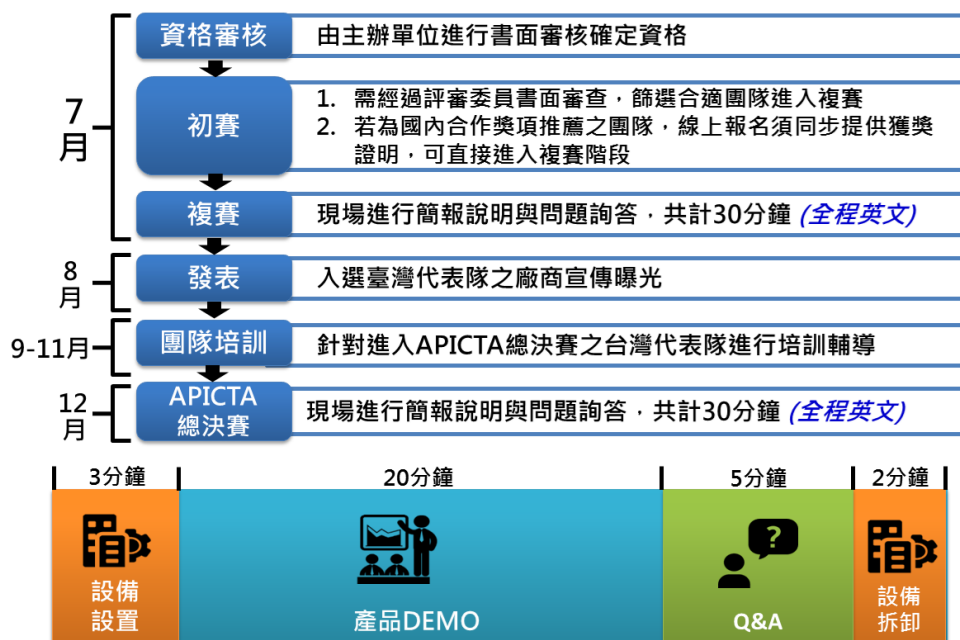 7
月
資格審核
由主辦單位進行書面審核確定資格
初賽
1. 需經過評審委員書面審查，篩選合適團隊進入複賽
2. 若為國內合作獎項推薦之團隊，線上報名須同步提供獲獎
證明，可直接進入複賽階段
複賽
現場進行簡報說明與問題詢答，共計30分鐘 (全程英文)
8
月
發表
入選臺灣代表隊之廠商宣傳曝光
9-11月
團隊培訓
針對進入APICTA總決賽之台灣代表隊進行培訓輔導
12
月
APICTA
總決賽
現場進行簡報說明與問題詢答，共計30分鐘 (全程英文)
3分鐘
20分鐘
5分鐘
2分鐘
設備
設置
產品DEMO
?
Q&A
設備
拆卸